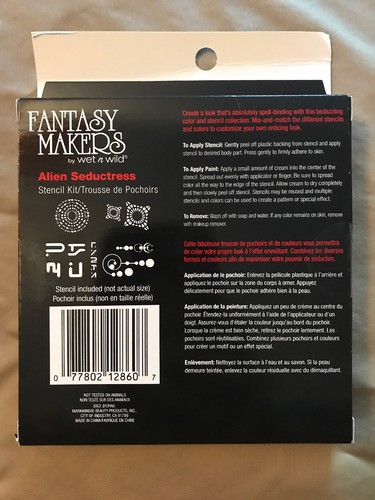 FANTASY
MAKERS
by wet n wild®
Alien Seductress
Stencil Kit/Trousse de Pochoirs
Stencil included (not actual size)
Pochoir inclus (non en taille réelle)
0 77802 12860 7
NOT TESTED ON ANIMALS
NON TESTE SUR DES ANIMAUX
DIST. BY/PAR:
MARKWINS® BEAUTY PRODUCTS, INC.,
CITY OF INDUSTRY, CA 91789
MADE IN CHINA/FABRIQUÉ EN CHINE
Create a look that's absolutely spell-binding with this bedazzling
color and stencil collection. Mix-and-match the different stencils
and colors to customize your own enticing look.
To Apply Stencil: Gently peel off plastic backing from stencil and apply
stencil to desired body part. Press gently to firmly adhere to skin.
To Apply Paint: Apply a small amount of cream into the center of the
stencil. Spread out evenly with applicator or finger. Be sure to spread
color all the way to the edge of the stencil. Allow cream to dry completely
and then slowly peel off stencil. Stencils may be reused and multiple
stencils and colors can be used to create a pattern or special effect.
To Remove: Wash off with soap and water. If any color remains on skin, remove
with makeup remover.
Cette fabuleuse trousse de pochoirs et de couleurs vous permettra
de créer votre propre look à l'effet envoûtant. Combinez les différentes
formes et couleurs afin de maximiser votre pouvoir de séduction.
Application de le pochoir: Enlevez la pellicule plastique à l'arrière et
appliquez le pochoir sur la zone du corps à orner. Appuyez
délicatement pour que le pochoir adhère bien à la peau.
Application de la peinture: Appliquez un peu de crème au centre du
pochoir. Étendez-la uniformément à l'aide de l'applicateur ou d'un
doigt. Assurez-vous d'étaler la couleur jusqu'au bord du pochoir.
Lorsque la crème est bien sèche, retirez le pochoir lentement. Les
pochoirs sont réutilisables. Combinez plusieurs pochoirs et couleurs
pour créer un motif ou un effet spécial.
Enlèvement: Nettoyez la surface à l'eau et au savon. Si la peau
demeure teintée, enlevez la couleur résiduelle avec du démaquillant.